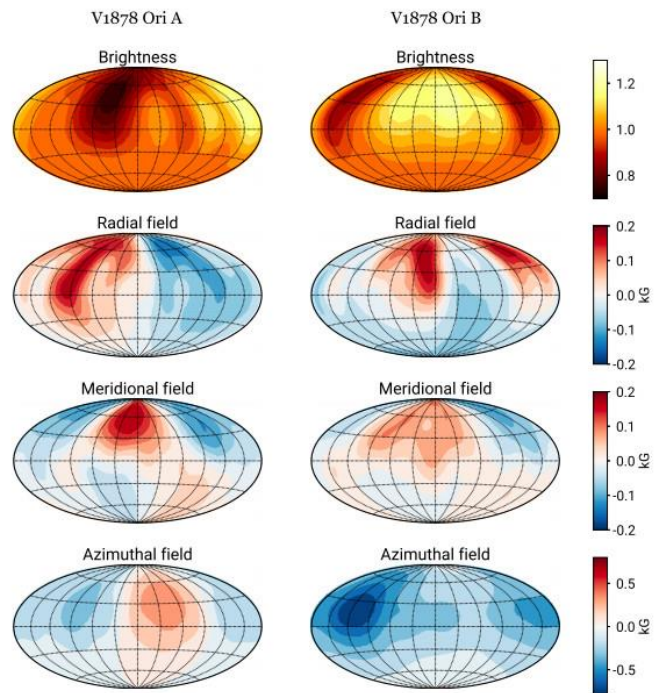 V1878 Ori A V1878 Ori B
Brightness Brightness
1.2
1.0
0.8
Radial field Radial field
0.2
0.1
0.0
-0.1
-0.2
kG
Meridional field Meridional field
0.2
0.1
0.0
-0.1
-0.2
kG
Azimuthal field Azimuthal field
0.5
0.0
-0.5
kG